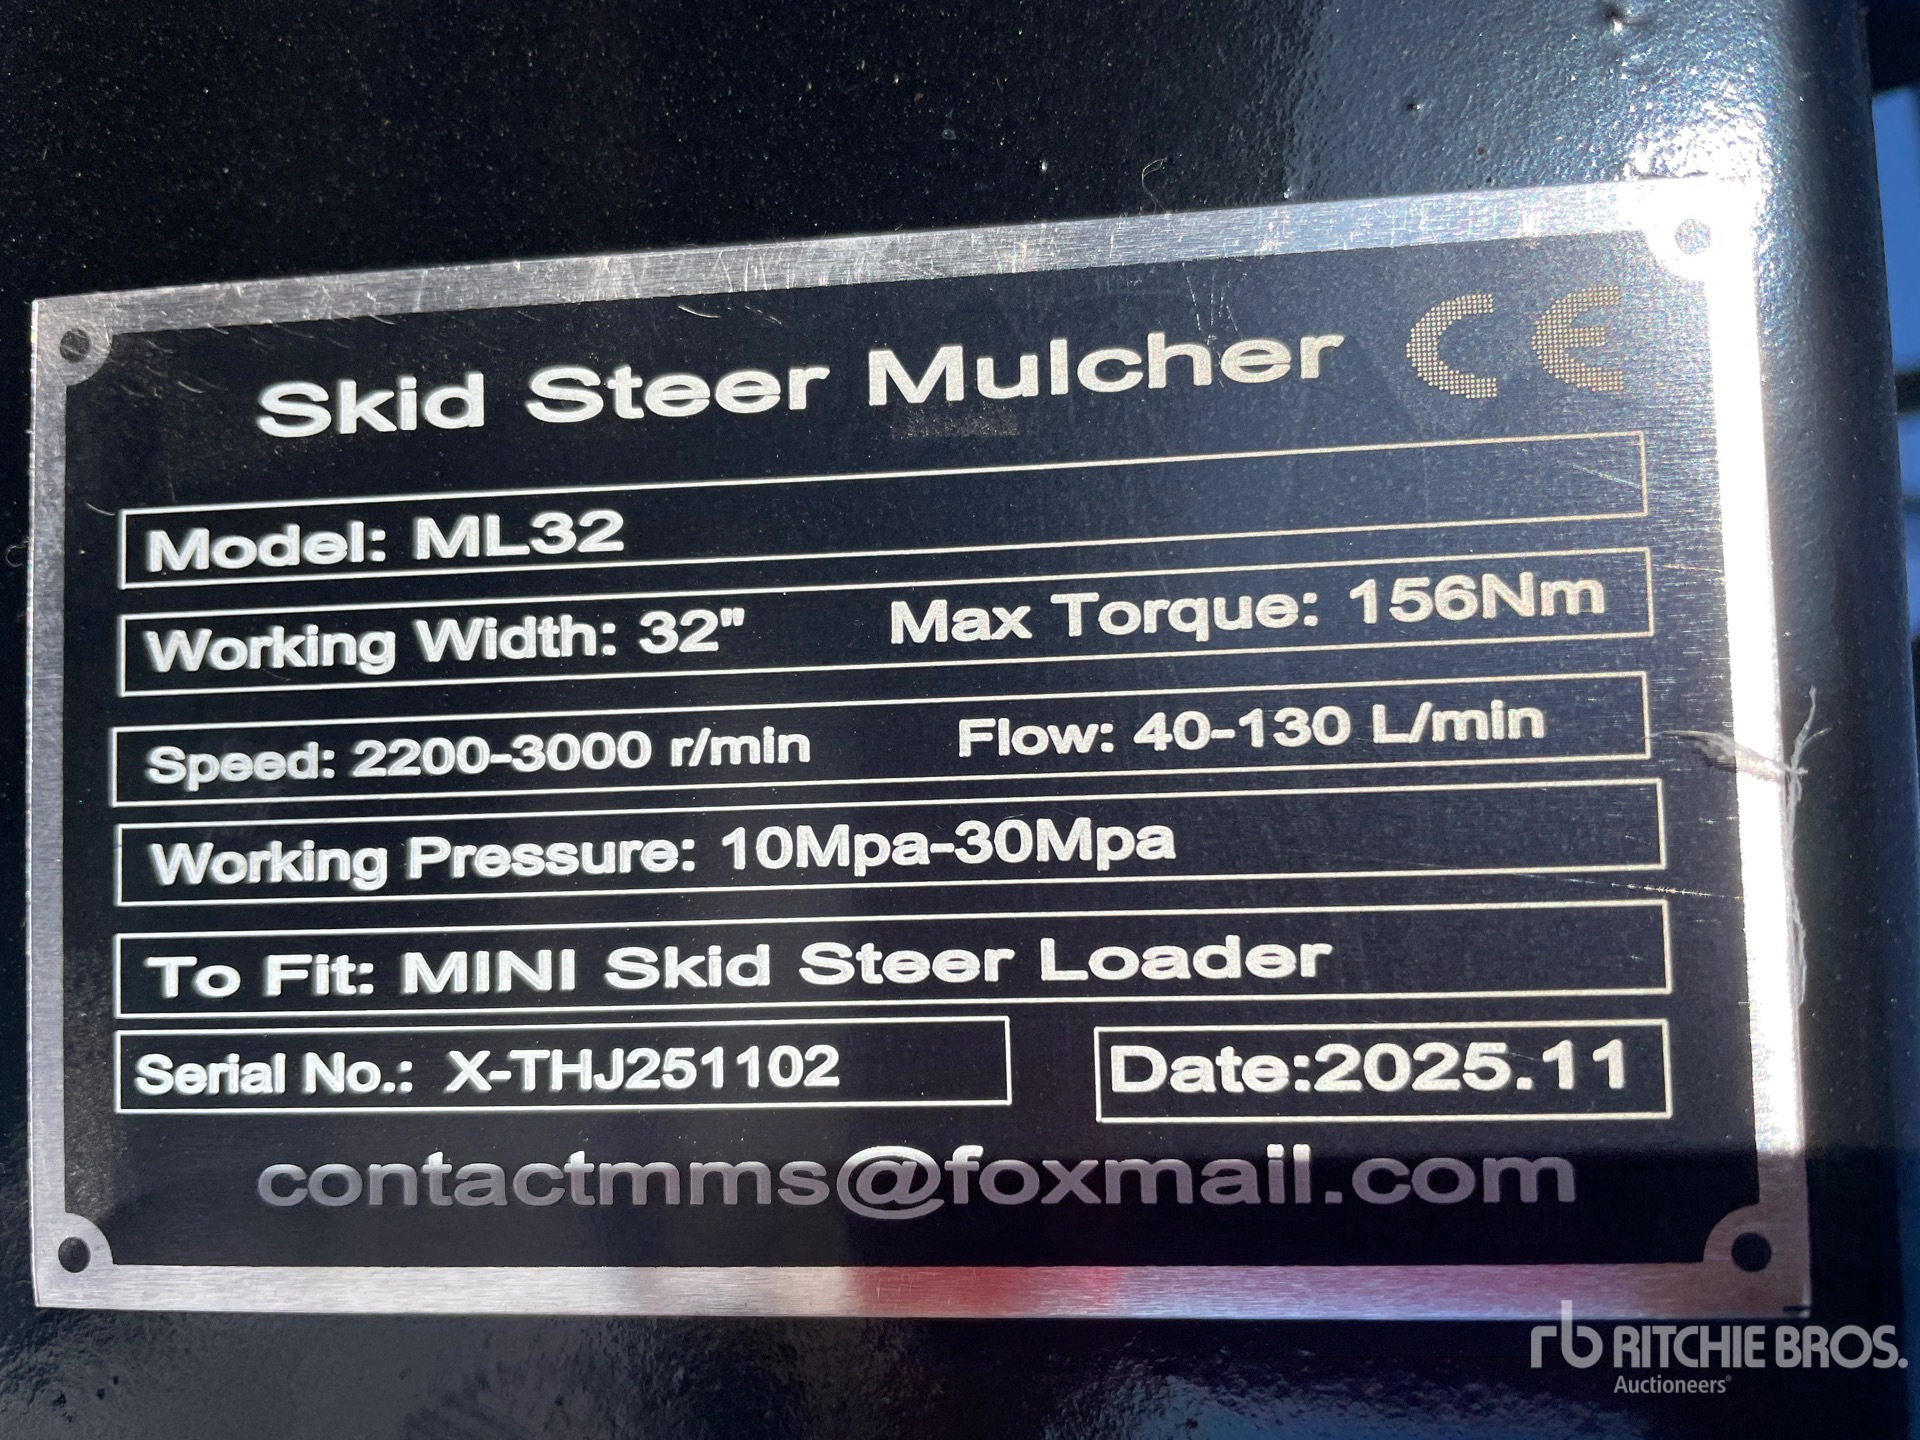 Skid Steer Mulcher CE
Model: ML32
Working Width: 32" Max Torque: 156Nm
Speed: 2200-3000 r/min Flow: 40-130 L/min
Working Pressure: 10Mpa-30Mpa
To Fit: MINI Skid Steer Loader
Serial No.: X-THJ251102 Date:2025.11
contactmms@foxmail.com
rb RITCHIE BROS.
Auctioneers®